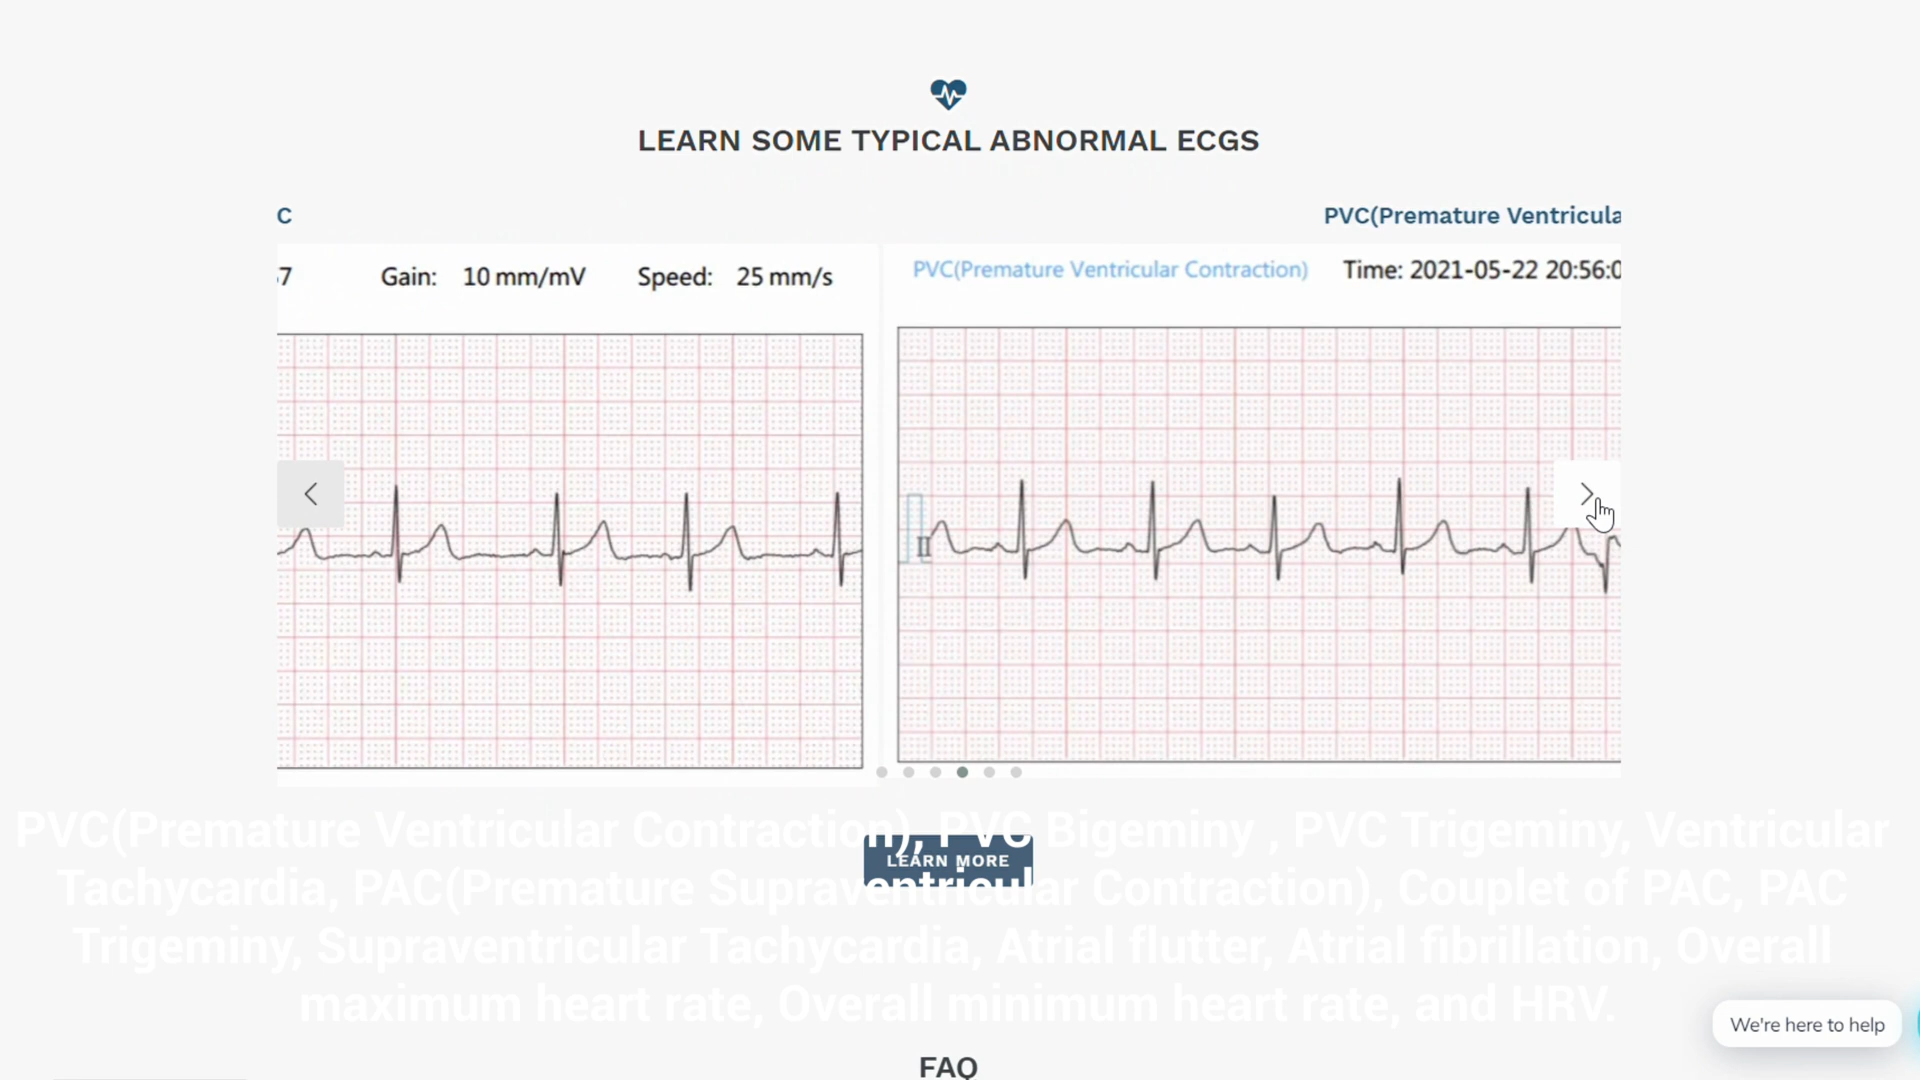 LEARN SOME TYPICAL ABNORMAL ECGS
C
PVC(Premature Ventricula
7 Gain: 10 mm/mV Speed: 25 mm/s
PVC(Premature Ventricular Contraction) Time: 2021-05-22 20:56:0
II
PVC(Premature Ventricular Contraction), PVC Bigeminy , PVC Trigeminy, Ventricular
LEARN MORE
Tachycardia, PAC(Premature Supraventricular Contraction), Couplet of PAC, PAC
Trigeminy, Supraventricular Tachycardia, Atrial flutter, Atrial fibrillation, Overall
maximum heart rate, Overall minimum heart rate, and HRV.
We're here to help
FAQ